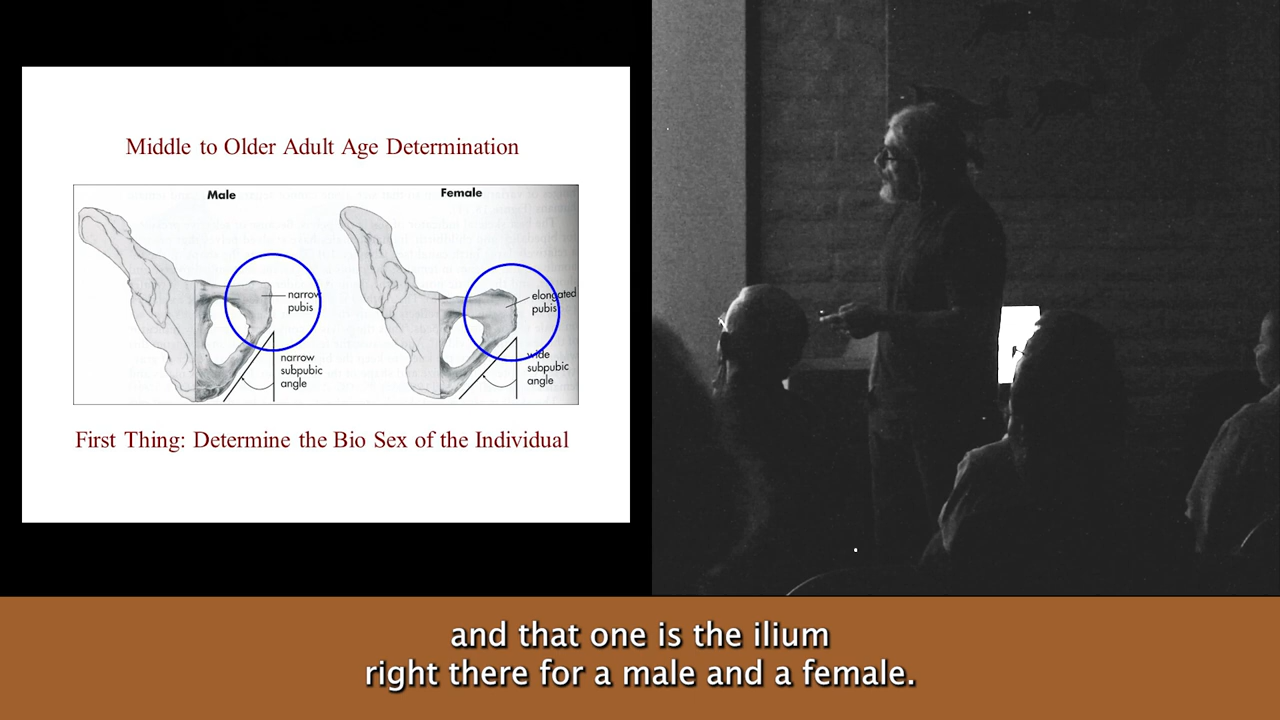 Middle to Older Adult Age Determination
Male
Female
narrow
pubis
elongated
pubis
narrow
subpubic
angle
wide
subpubic
angle
First Thing: Determine the Bio Sex of the Individual
and that one is the ilium
right there for a male and a female.